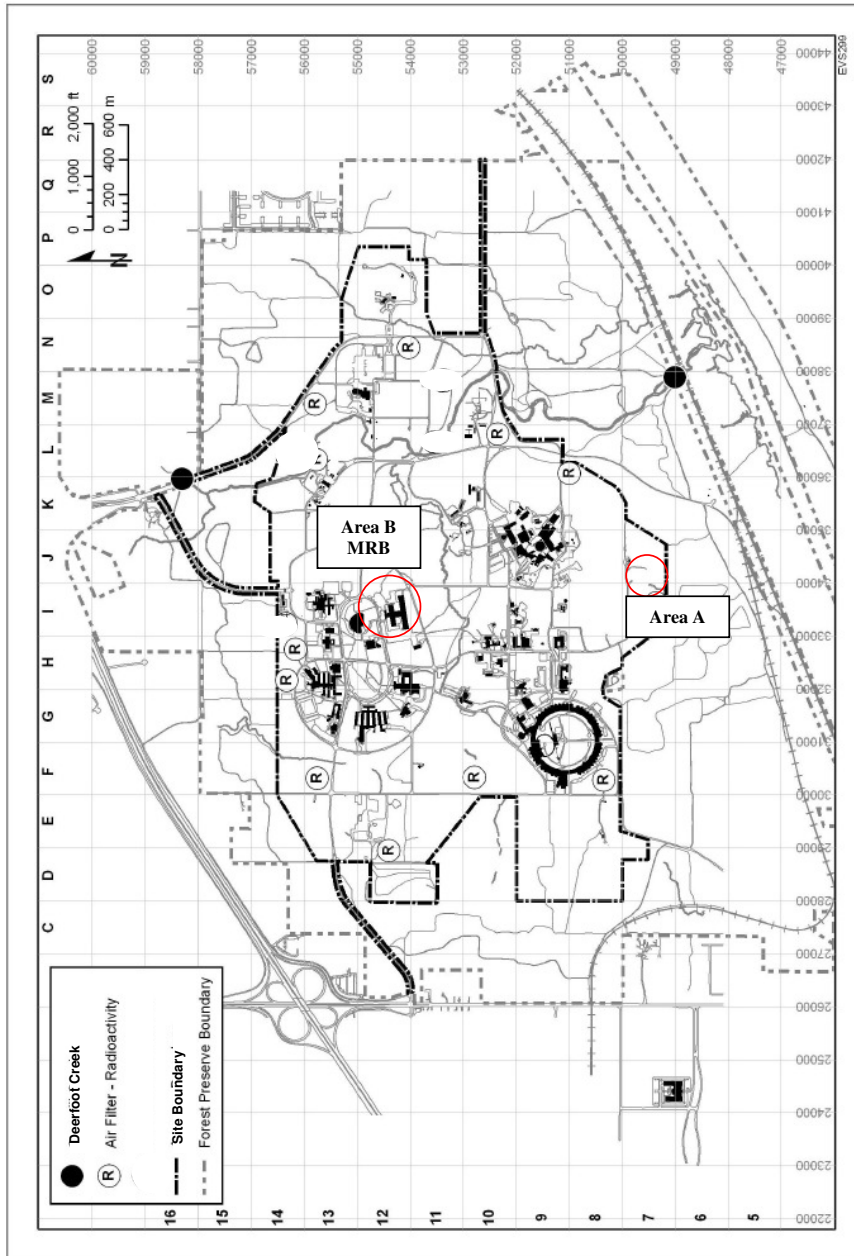 C D E F G H I J K L M N O P Q R S
60000
59000
58000
57000
56000
55000
54000
53000
52000
51000
50000
49000
48000
0 1,000 2,000 ft
0 200 400 600 m
N
Deerfoot Creek
R Air Filter - Radioactivity
Site Boundary
Forest Preserve Boundary
16
15
14
13
12
11
10
9
8
7
6
5
Area B
MRB
Area A
R
R
R
R
R
R
R
R
R
R
22000 23000 24000 25000 26000 27000 28000 29000 30000 31000 32000 33000 34000 35000 36000 37000 38000 39000 40000 41000 42000 43000 44000
EVS299